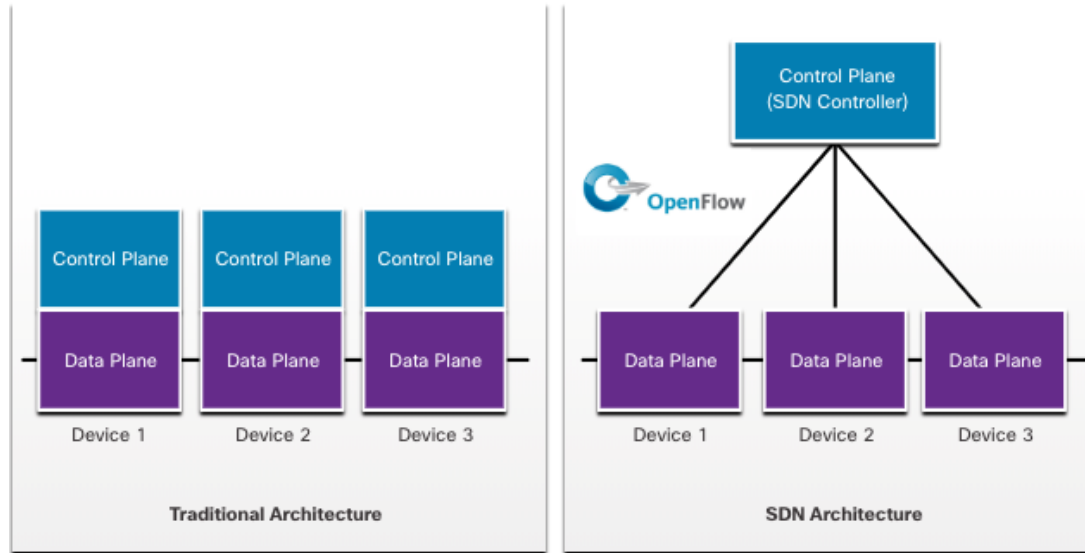 Control Plane
Control Plane
Control Plane
Data Plane
Data Plane
Data Plane
Device 1
Device 2
Device 3
Traditional Architecture
Control Plane
(SDN Controller)
OpenFlow
Data Plane
Data Plane
Data Plane
Device 1
Device 2
Device 3
SDN Architecture